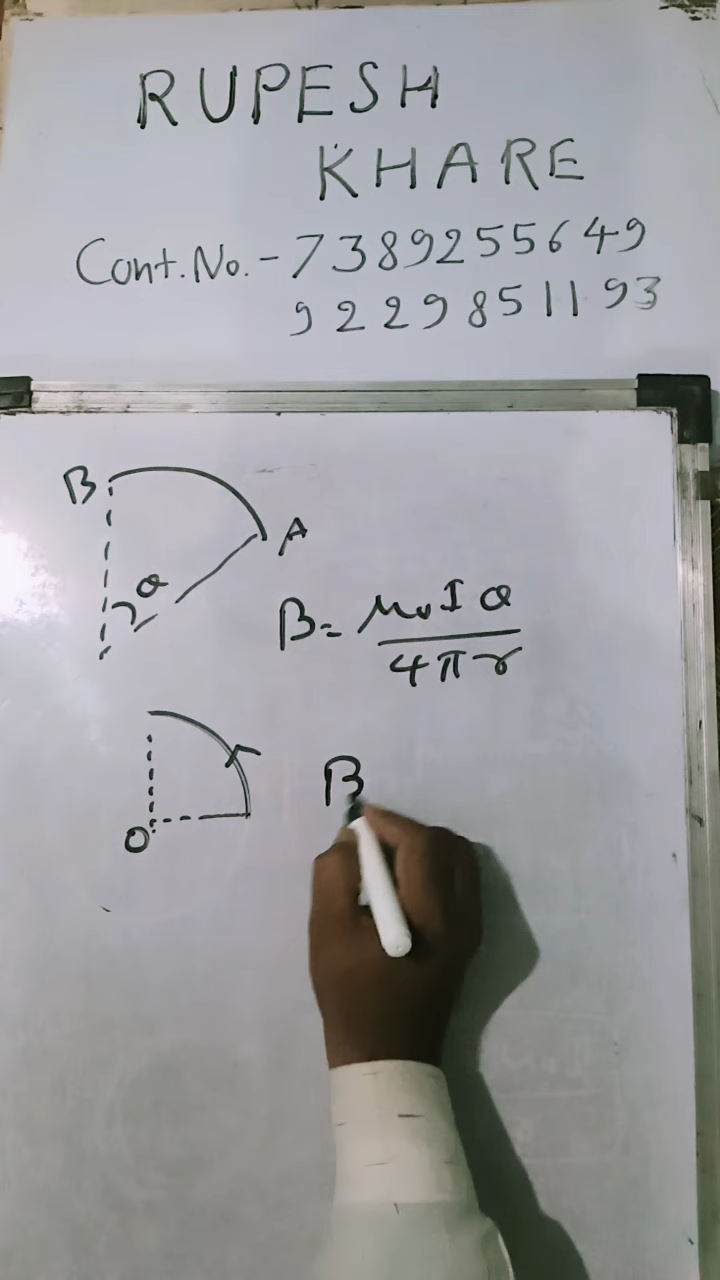 RUPESH
KHARE
Cont.No.-7389255649
9229851193
B
A
θ
B = μ₀Iθ
4πr
O
B